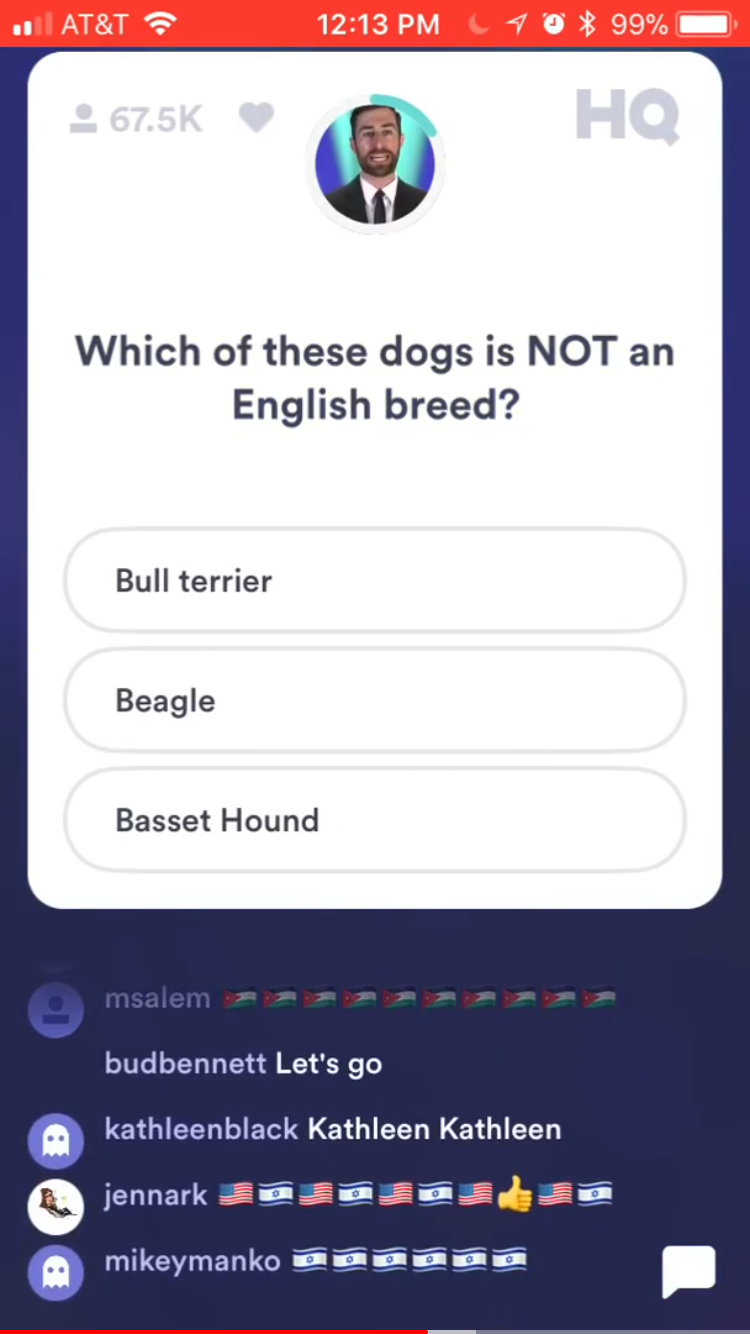 AT&T 12:13 PM 99%
67.5K HQ
Which of these dogs is NOT an
English breed?
Bull terrier
Beagle
Basset Hound
msalem 🇯🇴🇯🇴🇯🇴🇯🇴🇯🇴🇯🇴🇯🇴🇯🇴🇯🇴🇯🇴
budbennett Let's go
kathleenblack Kathleen Kathleen
jennark 🇺🇸🇮🇱🇺🇸🇮🇱🇺🇸🇮🇱🇺🇸👍🇺🇸🇮🇱
mikeymanko 🇮🇱🇮🇱🇮🇱🇮🇱🇮🇱🇮🇱